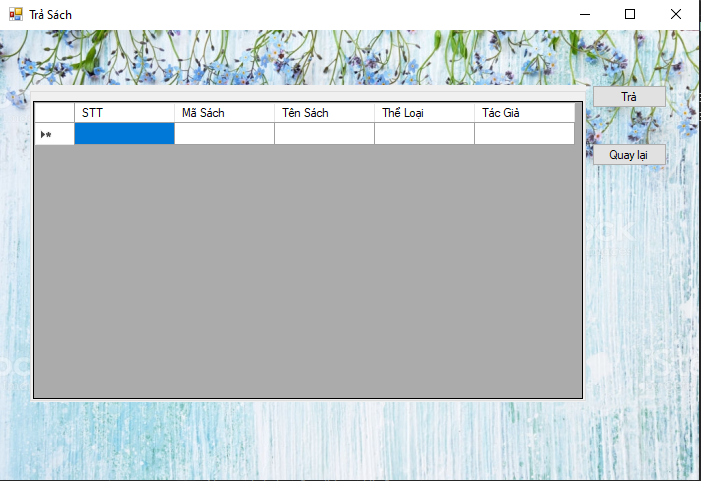 Trả Sách
STT Mã Sách Tên Sách Thể Loại Tác Giả
Trả
Quay lại